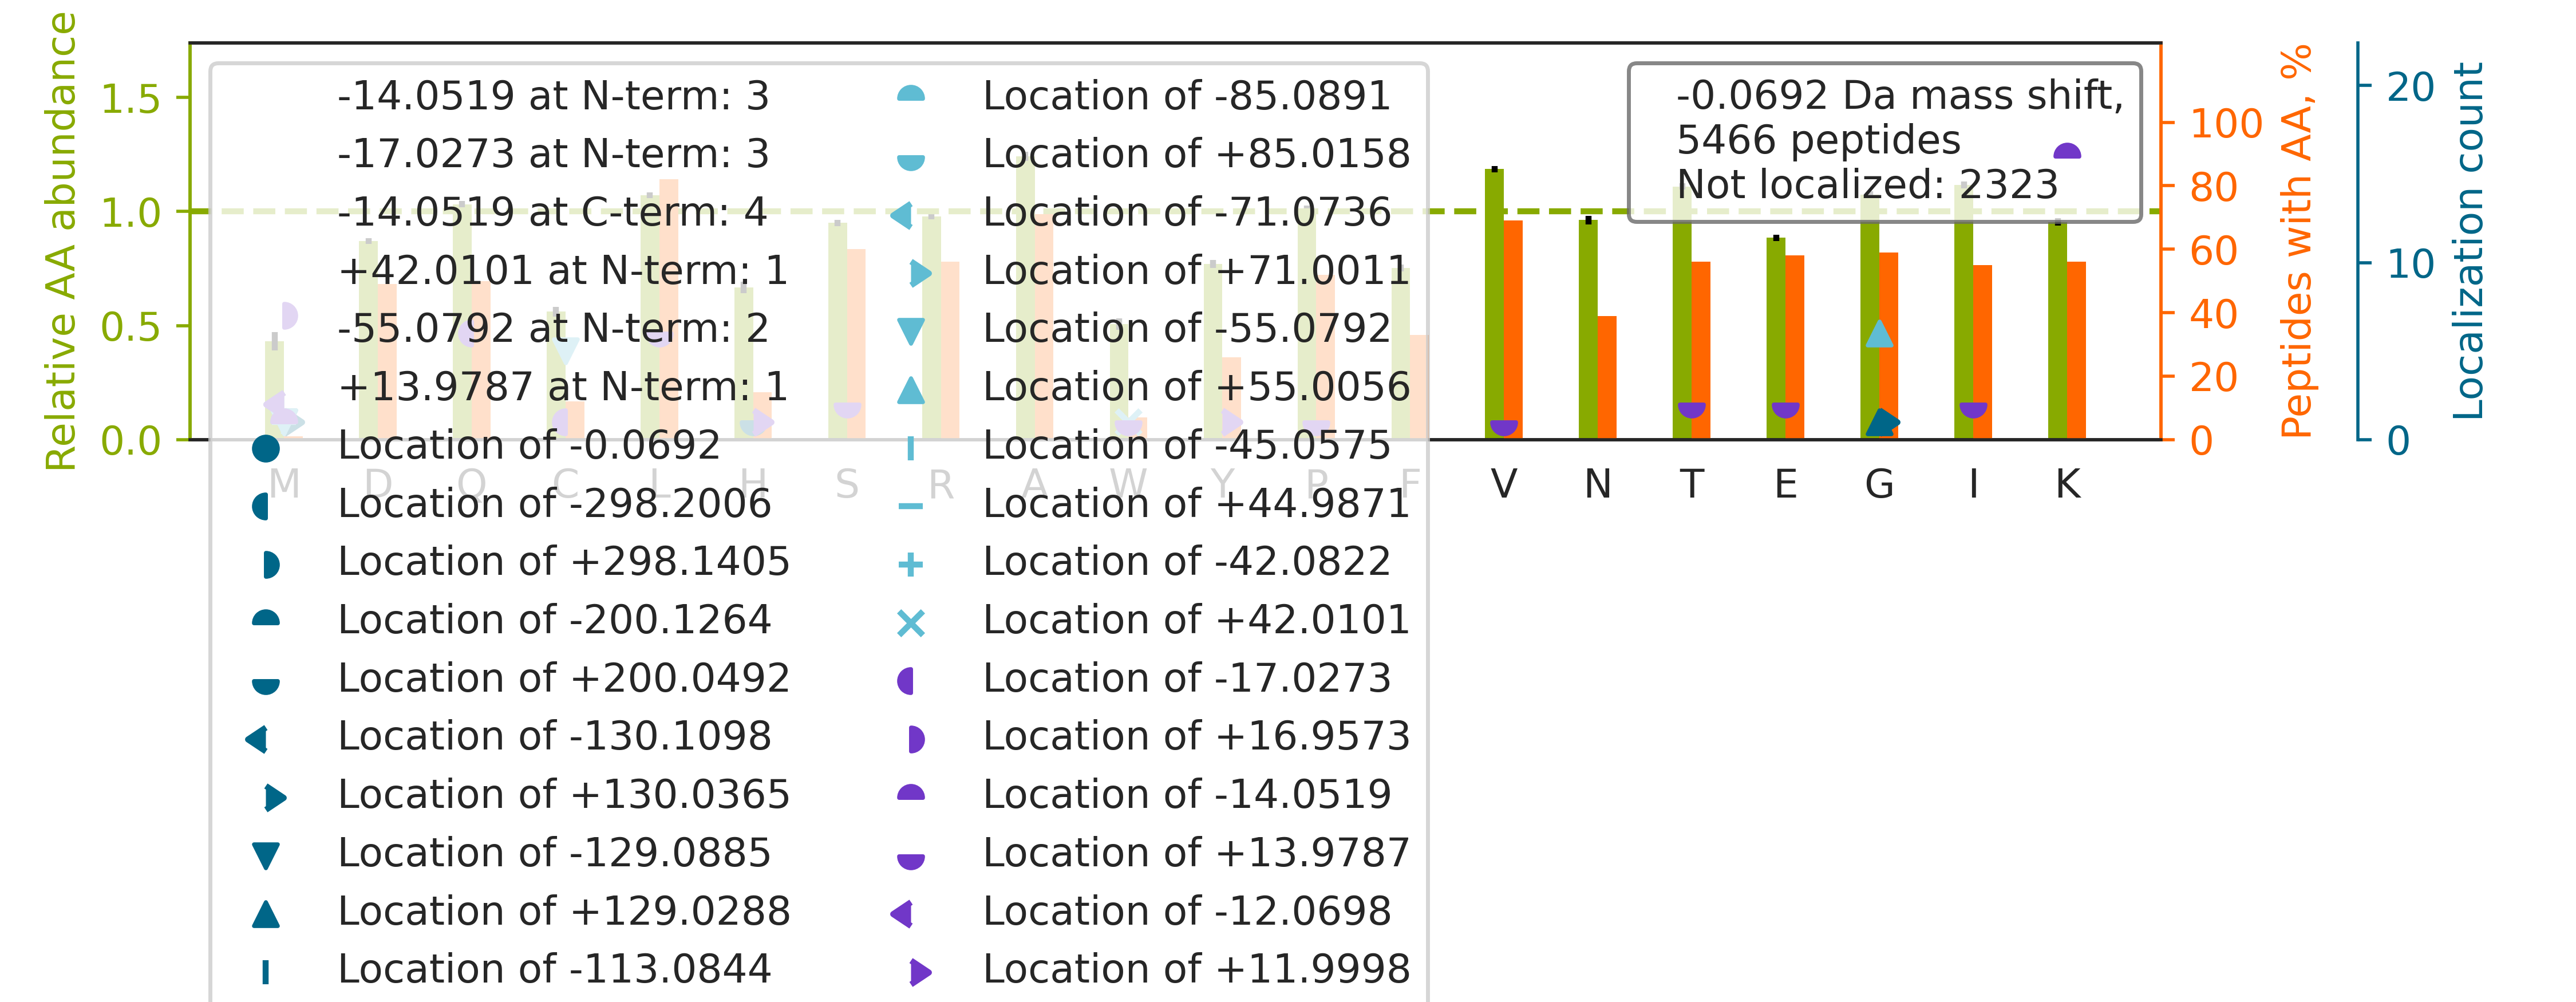 Relative AA abundance
1.5
1.0
0.5
0.0
-14.0519 at N-term: 3
-17.0273 at N-term: 3
-14.0519 at C-term: 4
+42.0101 at N-term: 1
-55.0792 at N-term: 2
+13.9787 at N-term: 1
Location of -0.0692
Location of -298.2006
Location of +298.1405
Location of -200.1264
Location of +200.0492
Location of -130.1098
Location of +130.0365
Location of -129.0885
Location of +129.0288
Location of -113.0844
Location of -85.0891
Location of +85.0158
Location of -71.0736
Location of +71.0011
Location of -55.0792
Location of +55.0056
Location of -45.0575
Location of +44.9871
Location of -42.0822
Location of +42.0101
Location of -17.0273
Location of +16.9573
Location of -14.0519
Location of +13.9787
Location of -12.0698
Location of +11.9998
-0.0692 Da mass shift,
5466 peptides
Not localized: 2323
M D Q C L H S R A W Y P F V N T E G I K
100
80
60
40
20
0
Peptides with AA, %
20
10
0
Localization count